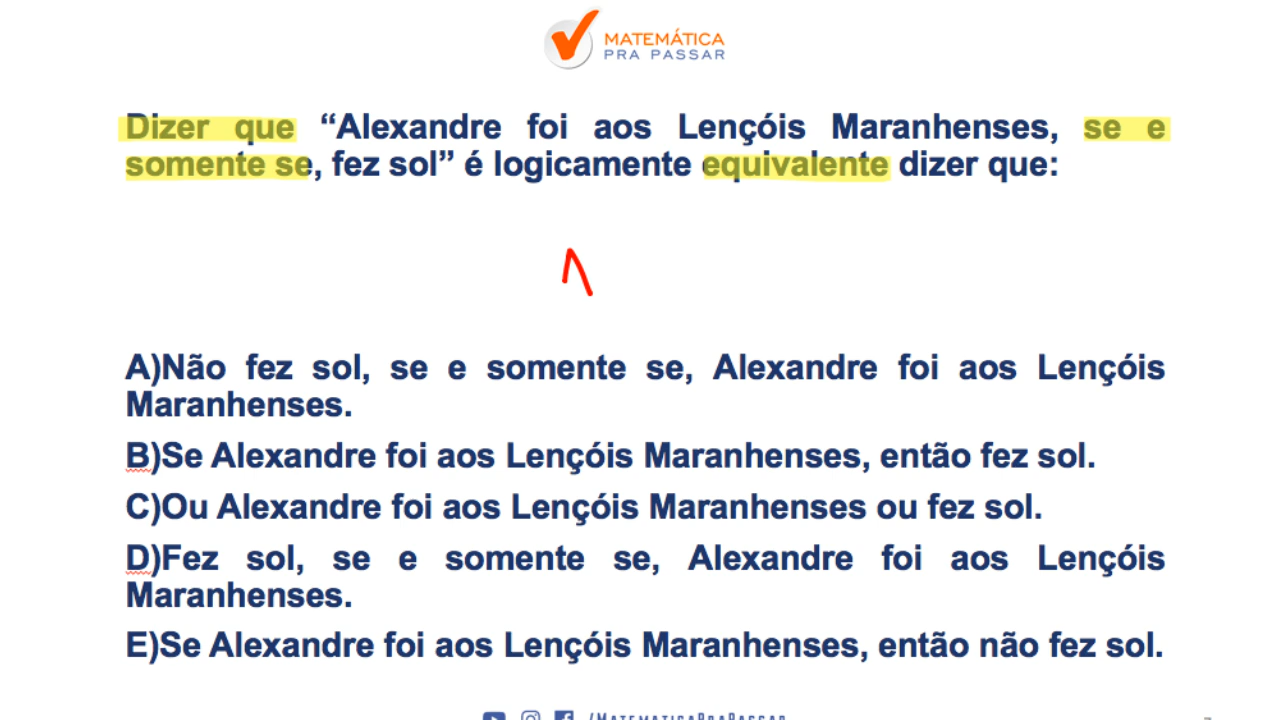 MATEMÁTICA
PRA PASSAR
Dizer que “Alexandre foi aos Lençóis Maranhenses, se e
somente se, fez sol” é logicamente equivalente dizer que:
A)Não fez sol, se e somente se, Alexandre foi aos Lençóis
Maranhenses.
B)Se Alexandre foi aos Lençóis Maranhenses, então fez sol.
C)Ou Alexandre foi aos Lençóis Maranhenses ou fez sol.
D)Fez sol, se e somente se, Alexandre foi aos Lençóis
Maranhenses.
E)Se Alexandre foi aos Lençóis Maranhenses, então não fez sol.
/MATEMATICAPRAPASSAR